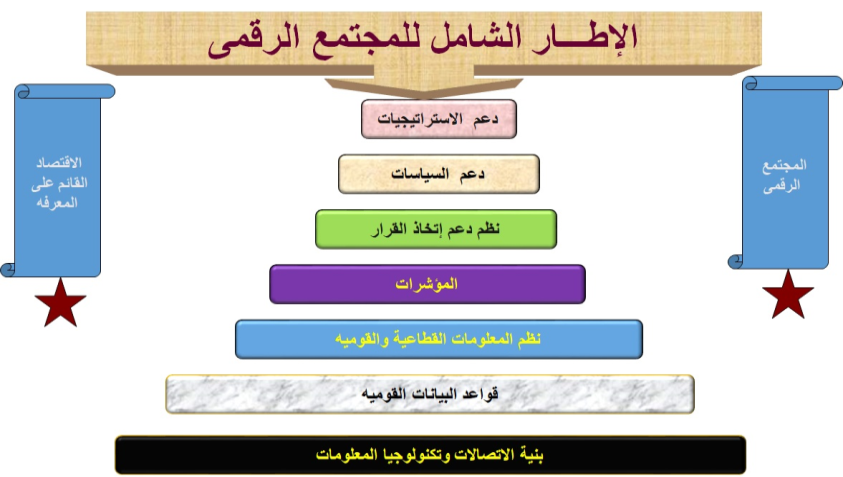 الإطـــار الشامل للمجتمع الرقمى
المجتمع
الرقمى
الاقتصاد
القائم على
المعرفه
دعم الاستراتيجيات
دعم السياسات
نظم دعم إتخاذ القرار
المؤشرات
نظم المعلومات القطاعية والقوميه
قواعد البيانات القوميه
بنية الاتصالات وتكنولوجيا المعلومات